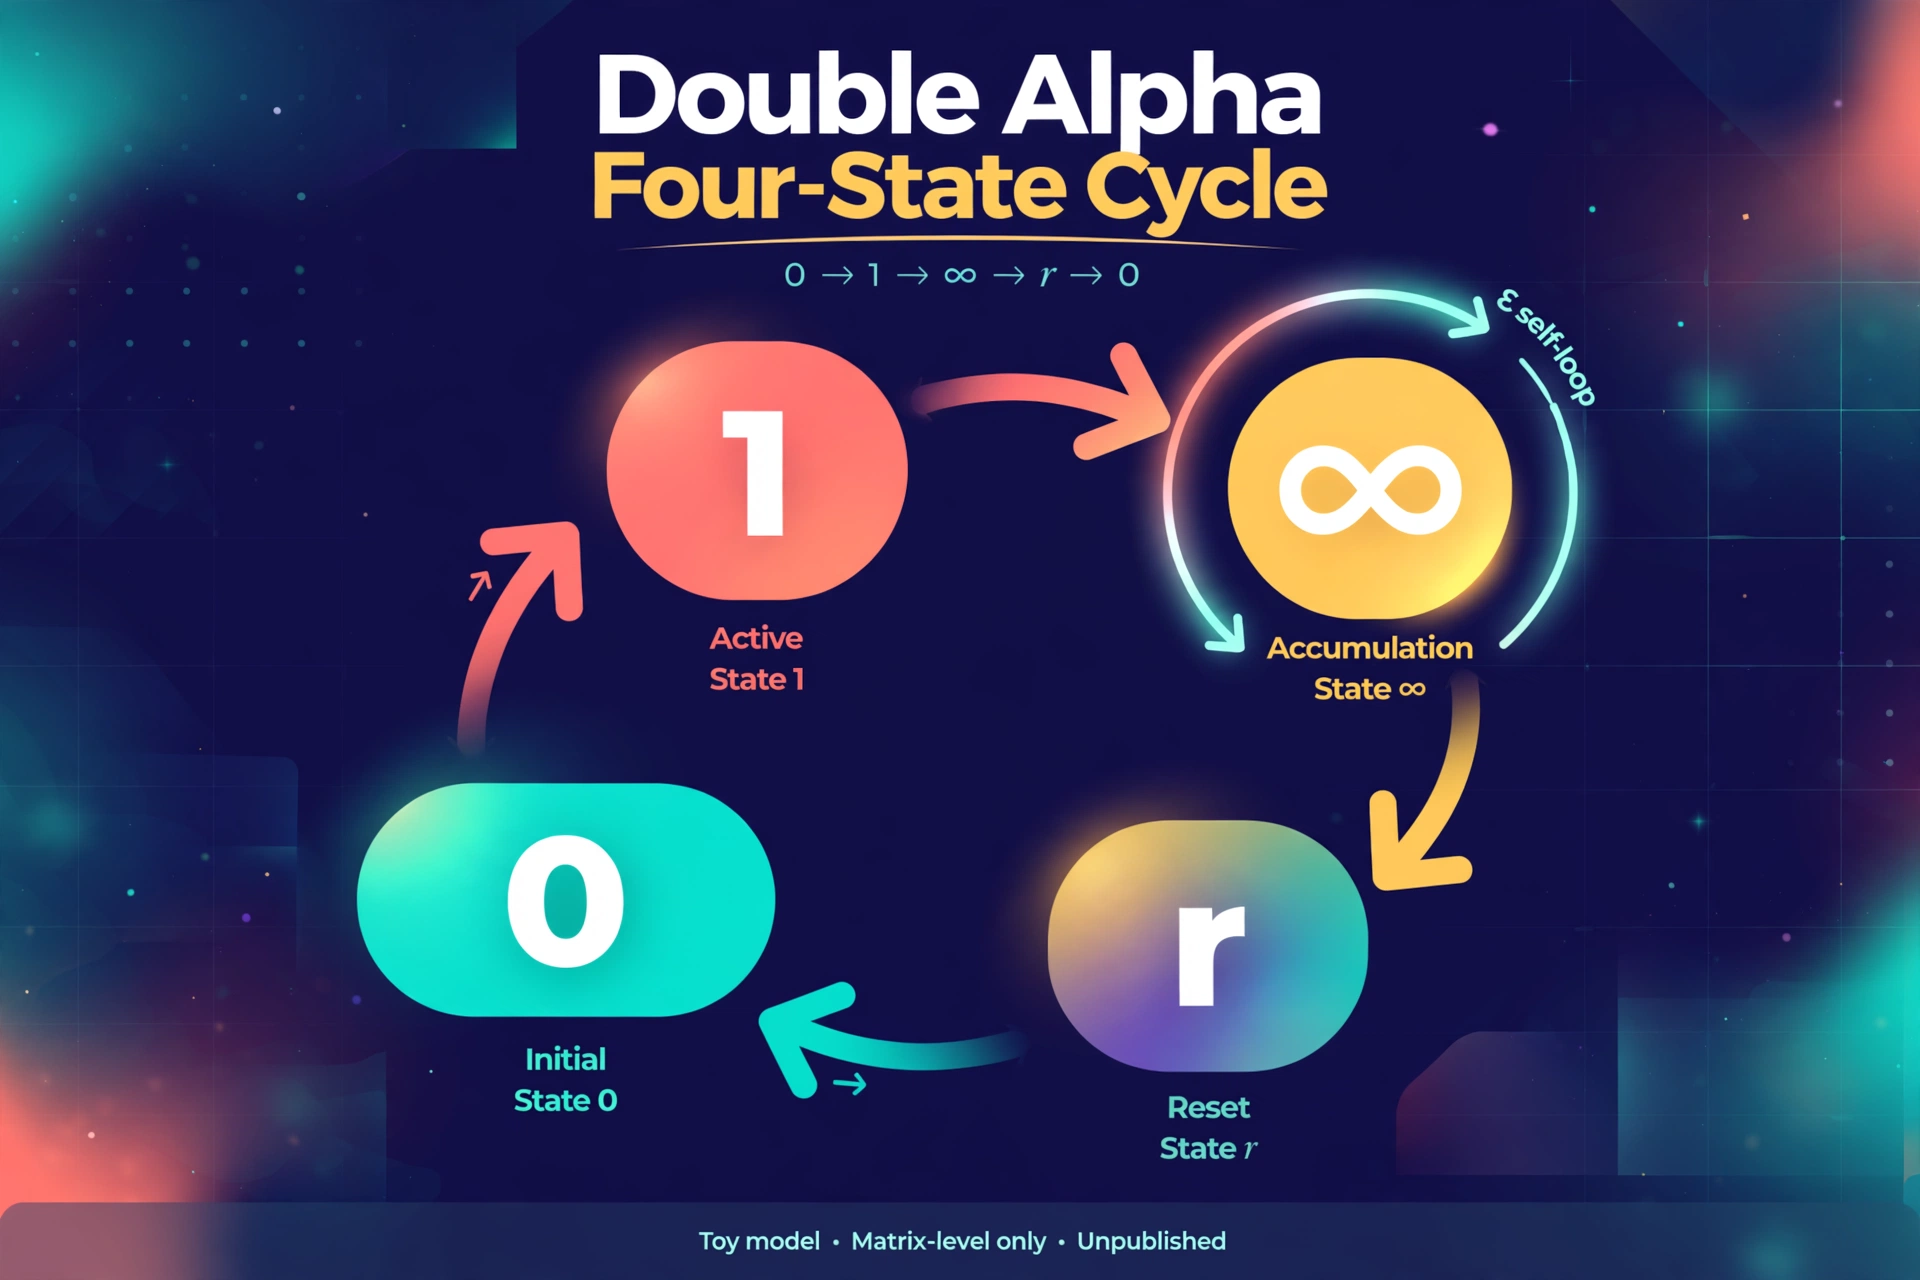 Double Alpha
Four-State Cycle
0 → 1 → ∞ → r → 0
ε self-loop
1
∞
Active
State 1
Accumulation
State ∞
0
r
Initial
State 0
Reset
State r
Toy model • Matrix-level only • Unpublished